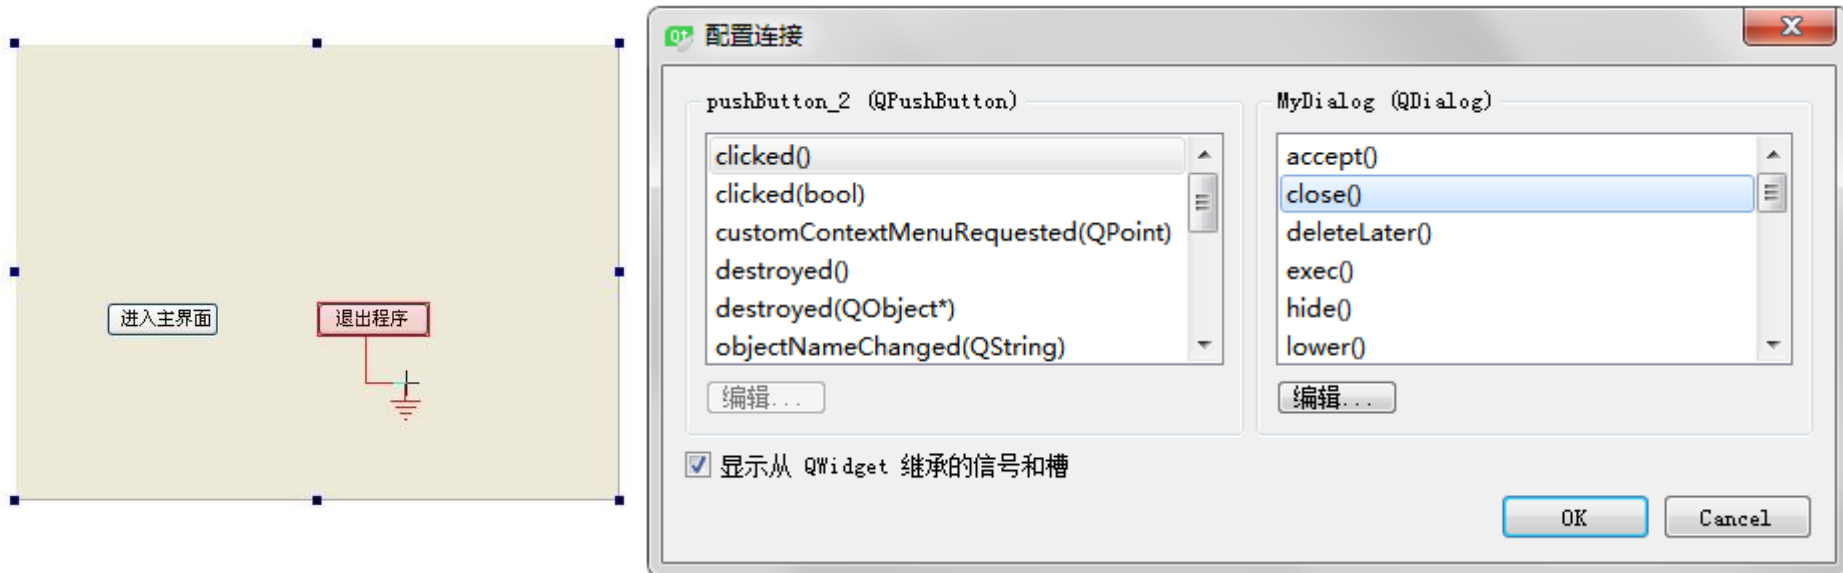 进入主界面
退出程序
配置连接
pushButton_2 (QPushButton)
clicked()
clicked(bool)
customContextMenuRequested(QPoint)
destroyed()
destroyed(QObject*)
objectNameChanged(QString)
编辑...
MyDialog (QDialog)
accept()
close()
deleteLater()
exec()
hide()
lower()
编辑...
显示从 QWidget 继承的信号和槽
OK
Cancel